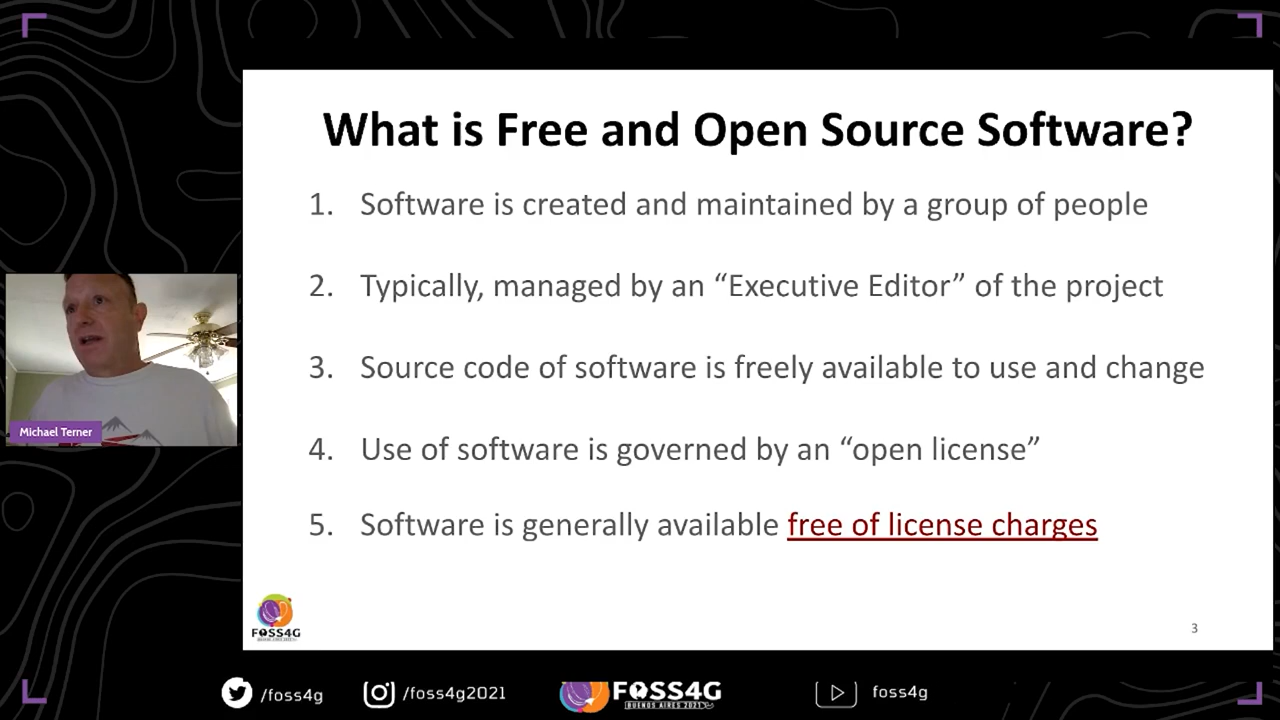 What is Free and Open Source Software?
1. Software is created and maintained by a group of people
2. Typically, managed by an “Executive Editor” of the project
3. Source code of software is freely available to use and change
4. Use of software is governed by an “open license”
5. Software is generally available free of license charges
Michael Terner
FOSS4G
3
/foss4g
/foss4g2021
FOSS4G
BUENOS AIRES 2021
foss4g